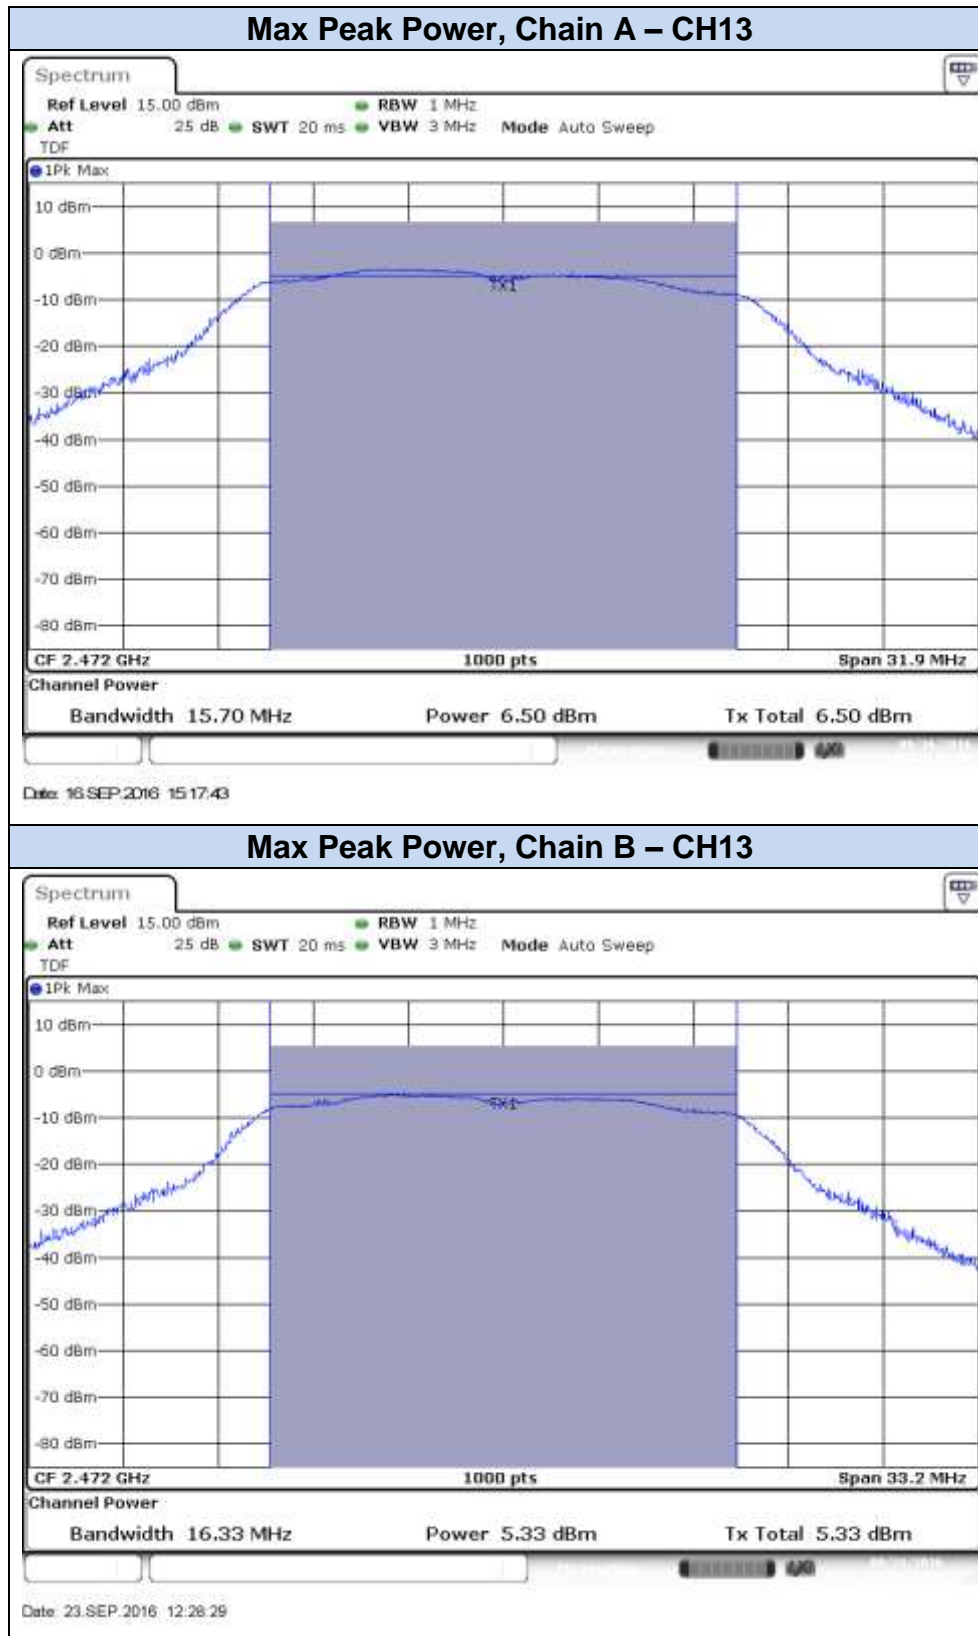 Max Peak Power, Chain A – CH13
Spectrum
Ref Level 15.00 dBm RBW 1 MHz
Att 25 dB SWT 20 ms VBW 3 MHz Mode Auto Sweep
TDF
1Pk Max
10 dBm
0 dBm
-10 dBm
-20 dBm
-30 dBm
-40 dBm
-50 dBm
-60 dBm
-70 dBm
-80 dBm
CF 2.472 GHz 1000 pts Span 31.9 MHz
Channel Power
Bandwidth 15.70 MHz Power 6.50 dBm Tx Total 6.50 dBm
Date: 16.SEP.2016 15:17:43
Max Peak Power, Chain B – CH13
Spectrum
Ref Level 15.00 dBm RBW 1 MHz
Att 25 dB SWT 20 ms VBW 3 MHz Mode Auto Sweep
TDF
1Pk Max
10 dBm
0 dBm
-10 dBm
-20 dBm
-30 dBm
-40 dBm
-50 dBm
-60 dBm
-70 dBm
-80 dBm
CF 2.472 GHz 1000 pts Span 33.2 MHz
Channel Power
Bandwidth 16.33 MHz Power 5.33 dBm Tx Total 5.33 dBm
Date: 23.SEP.2016 12:28:29